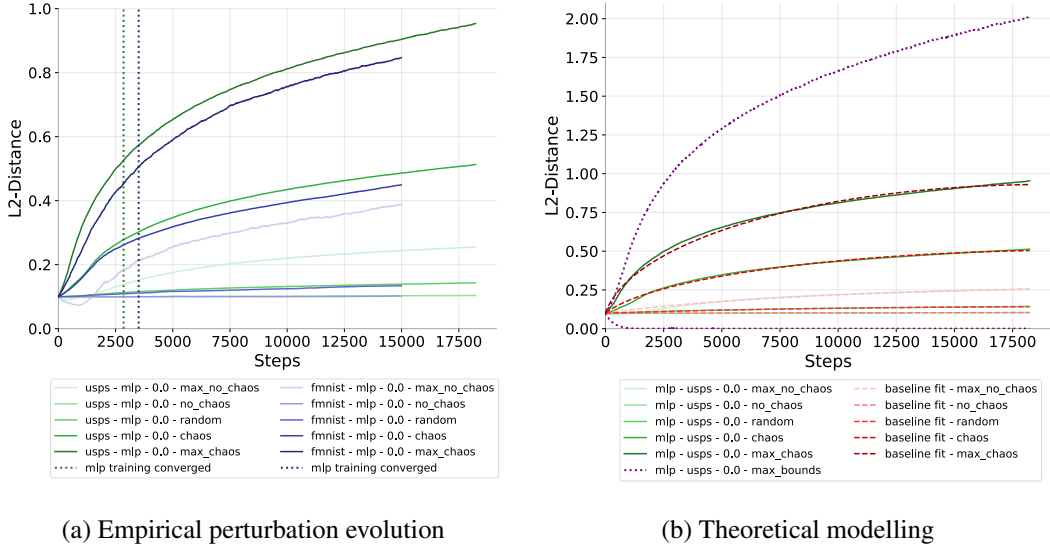 1.0
0.8
0.6
0.4
0.2
0.0
L2-Distance
0 2500 5000 7500 10000 12500 15000 17500
Steps
usps - mlp - 0.0 - max_no_chaos
usps - mlp - 0.0 - no_chaos
usps - mlp - 0.0 - random
usps - mlp - 0.0 - chaos
usps - mlp - 0.0 - max_chaos
mlp training converged
fmnist - mlp - 0.0 - max_no_chaos
fmnist - mlp - 0.0 - no_chaos
fmnist - mlp - 0.0 - random
fmnist - mlp - 0.0 - chaos
fmnist - mlp - 0.0 - max_chaos
mlp training converged
(a) Empirical perturbation evolution
2.00
1.75
1.50
1.25
1.00
0.75
0.50
0.25
0.00
L2-Distance
0 2500 5000 7500 10000 12500 15000 17500
Steps
mlp - usps - 0.0 - max_no_chaos
mlp - usps - 0.0 - no_chaos
mlp - usps - 0.0 - random
mlp - usps - 0.0 - chaos
mlp - usps - 0.0 - max_chaos
mlp - usps - 0.0 - max_bounds
baseline fit - max_no_chaos
baseline fit - no_chaos
baseline fit - random
baseline fit - chaos
baseline fit - max_chaos
(b) Theoretical modelling